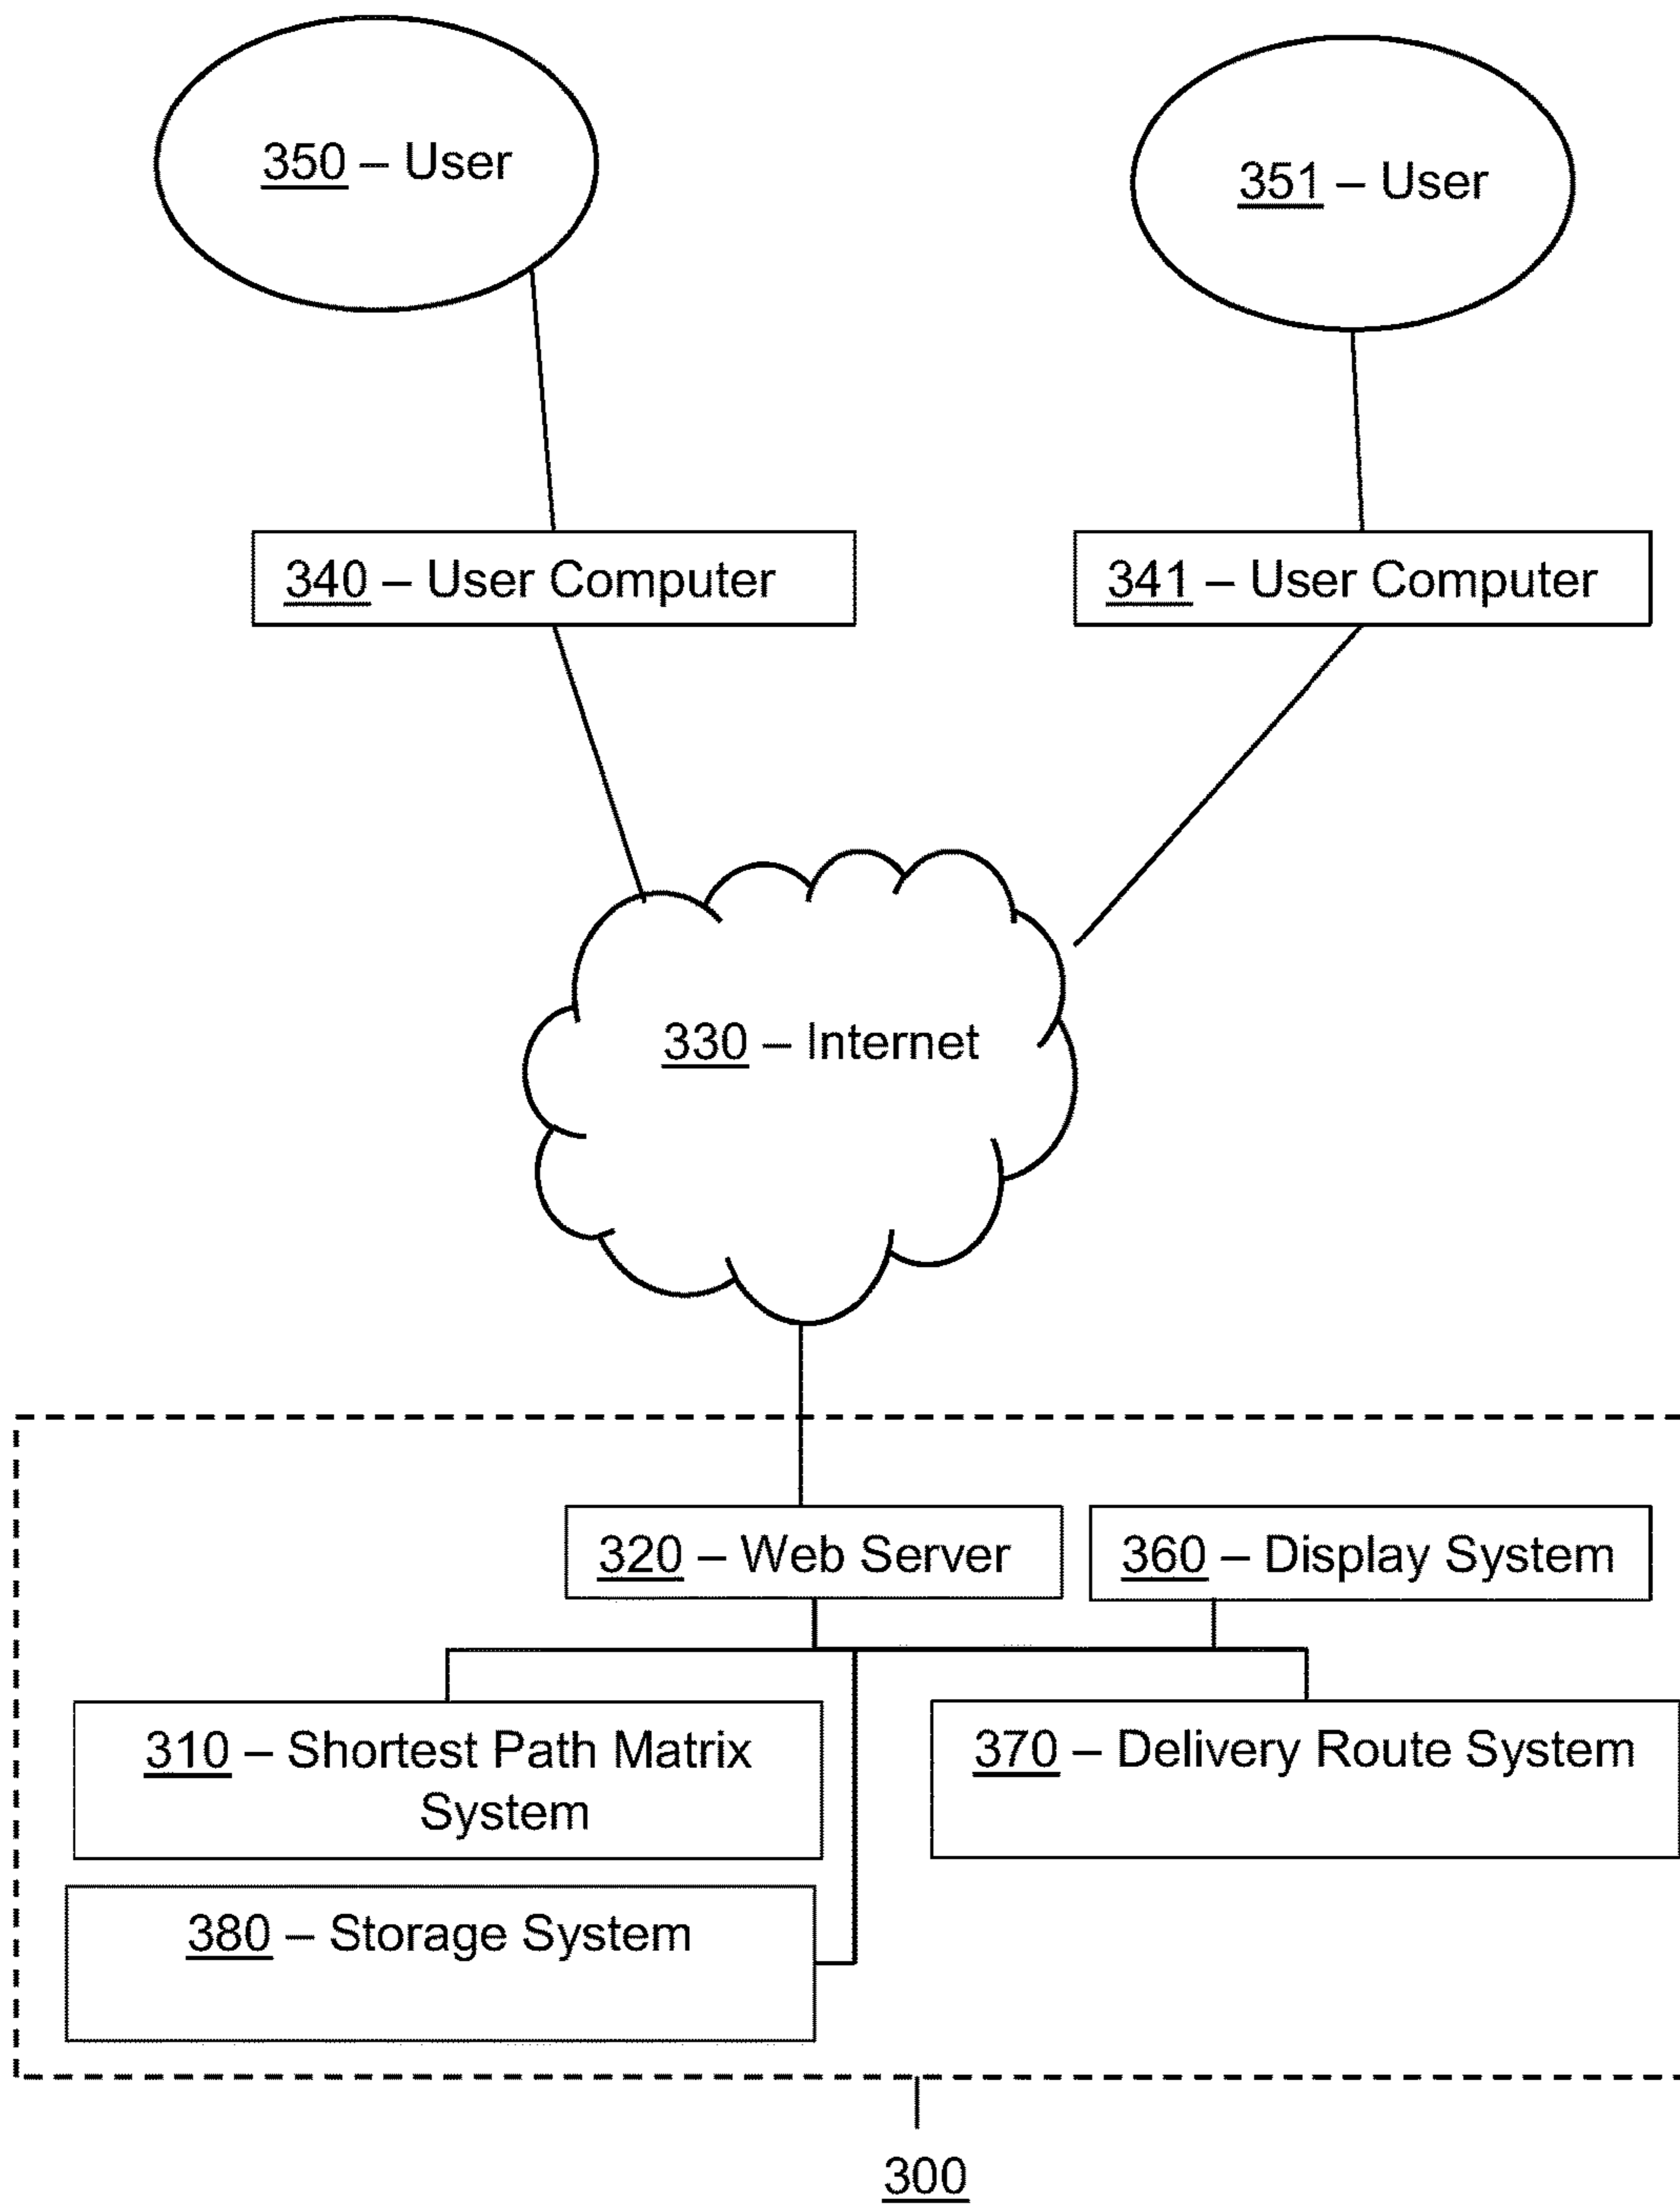 350 – User
351 – User
340 – User Computer
341 – User Computer
330 – Internet
320 – Web Server
360 – Display System
310 – Shortest Path Matrix
System
370 – Delivery Route System
380 – Storage System
300